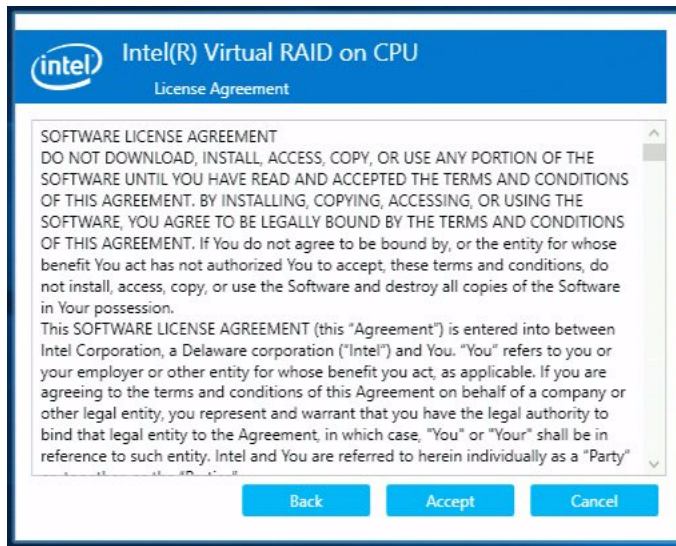 intel
Intel(R) Virtual RAID on CPU
License Agreement
SOFTWARE LICENSE AGREEMENT
DO NOT DOWNLOAD, INSTALL, ACCESS, COPY, OR USE ANY PORTION OF THE
SOFTWARE UNTIL YOU HAVE READ AND ACCEPTED THE TERMS AND CONDITIONS
OF THIS AGREEMENT. BY INSTALLING, COPYING, ACCESSING, OR USING THE
SOFTWARE, YOU AGREE TO BE LEGALLY BOUND BY THE TERMS AND CONDITIONS
OF THIS AGREEMENT. If You do not agree to be bound by, or the entity for whose
benefit You act has not authorized You to accept, these terms and conditions, do
not install, access, copy, or use the Software and destroy all copies of the Software
in Your possession.
This SOFTWARE LICENSE AGREEMENT (this “Agreement”) is entered into between
Intel Corporation, a Delaware corporation (“Intel”) and You. “You” refers to you or
your employer or other entity for whose benefit you act, as applicable. If you are
agreeing to the terms and conditions of this Agreement on behalf of a company or
other legal entity, you represent and warrant that you have the legal authority to
bind that legal entity to the Agreement, in which case, "You" or "Your" shall be in
reference to such entity. Intel and You are referred to herein individually as a “Party”
Back
Accept
Cancel